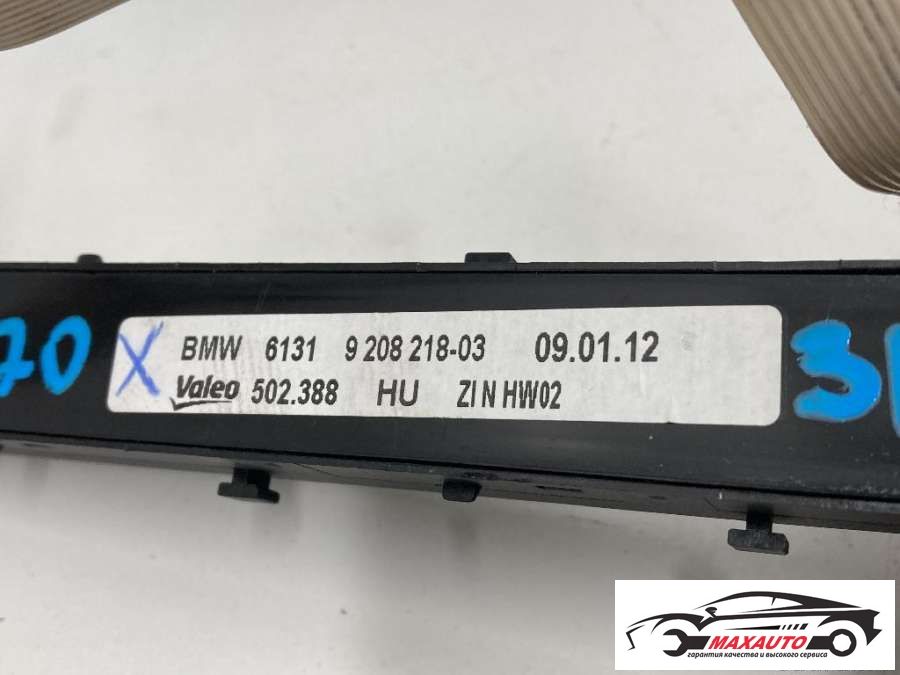 BMW 6131 9 208 218-03 09.01.12
X Valeo 502.388 HU ZI N HW02
70
MAXAUTO
гарантия качества и высокого сервиса